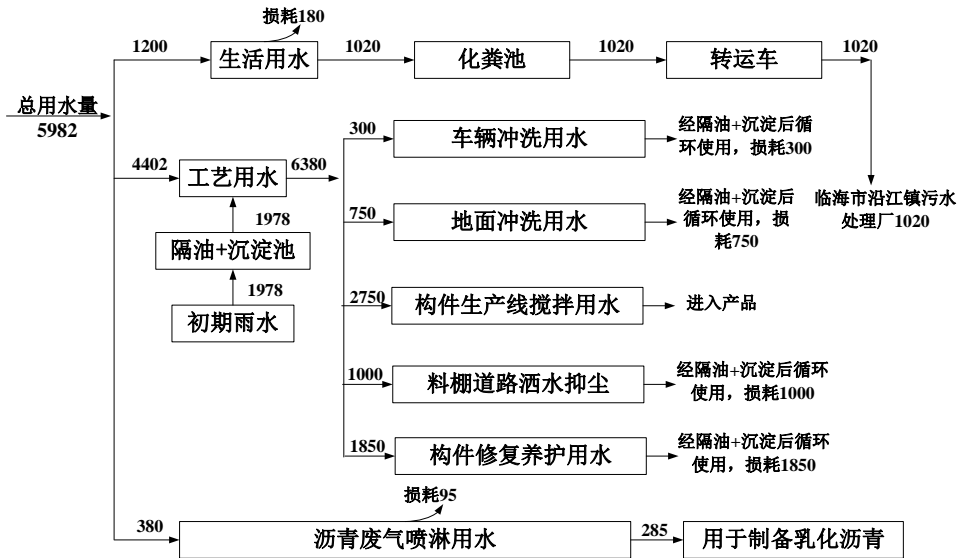 损耗180
1200
生活用水
1020
化粪池
1020
转运车
1020
总用水量
5982
300
车辆冲洗用水
经隔油+沉淀后循
环使用，损耗300
4402
工艺用水
6380
临海市沿江镇污水
处理厂1020
750
地面冲洗用水
经隔油+沉淀后
循环使用，损
耗750
1978
隔油+沉淀池
1978
初期雨水
2750
构件生产线搅拌用水
进入产品
1000
料棚道路洒水抑尘
经隔油+沉淀后循环
使用，损耗1000
1850
构件修复养护用水
经隔油+沉淀后循环
使用，损耗1850
损耗95
380
沥青废气喷淋用水
285
用于制备乳化沥青